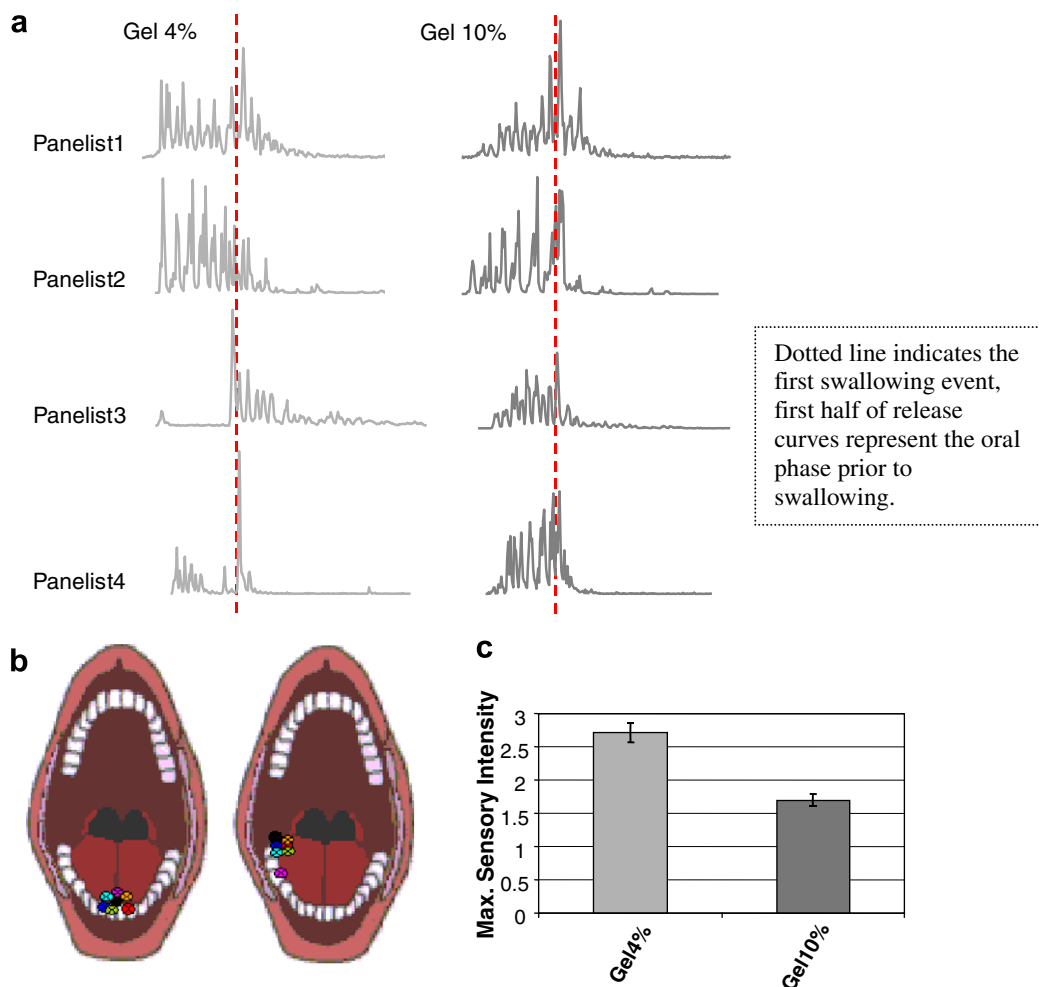 a
Gel 4%
Gel 10%
Panelist1
Panelist2
Panelist3
Panelist4
Dotted line indicates the
first swallowing event,
first half of release
curves represent the oral
phase prior to
swallowing.
b
c
Max. Sensory Intensity
3
2.5
2
1.5
1
0.5
0
Gel4%
Gel10%